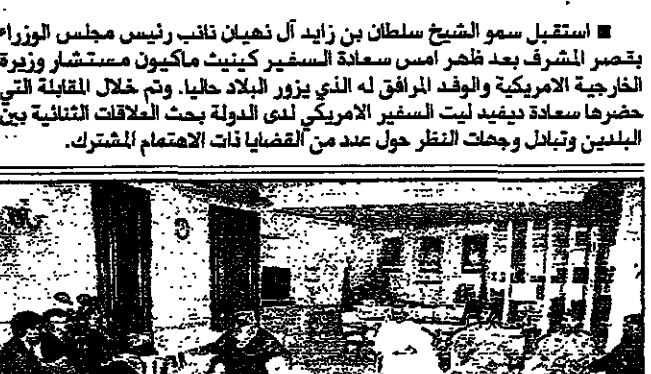 ■ استقبل سمو الشيخ سلطان بن زايد آل نهيان نائب رئيس مجلس الوزراء
بقصر المشرف بعد ظهر امس سعادة السفير كينيث ماكيون مستشار وزيرة
الخارجية الامريكية والوفد المرافق له الذي يزور البلاد حاليا. وتم خلال المقابلة التي
حضرها سعادة ديفيد ليت السفير الامريكي لدى الدولة بحث العلاقات الثنائية بين
البلدين وتبادل وجهات النظر حول عدد من القضايا ذات الاهتمام المشترك.